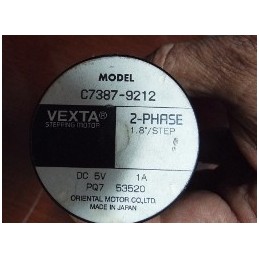 MODEL
C7387-9212
VEXTA®
STEPPING MOTOR
2-PHASE
1.8°/STEP
DC 5V 1A
PQ7 53520
ORIENTAL MOTOR CO.,LTD.
MADE IN JAPAN